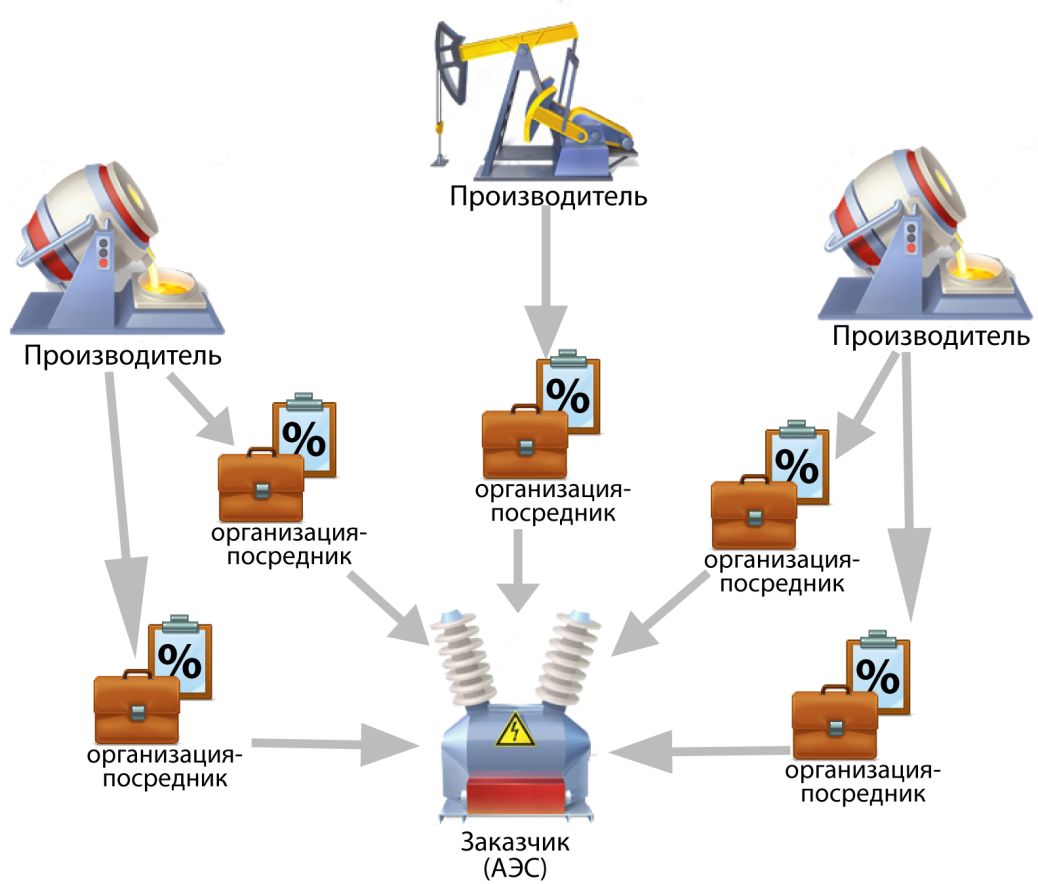 Производитель
Производитель
Производитель
%
организация-
посредник
%
организация-
посредник
%
организация-
посредник
%
организация-
посредник
%
организация-
посредник
Заказчик
(АЭС)